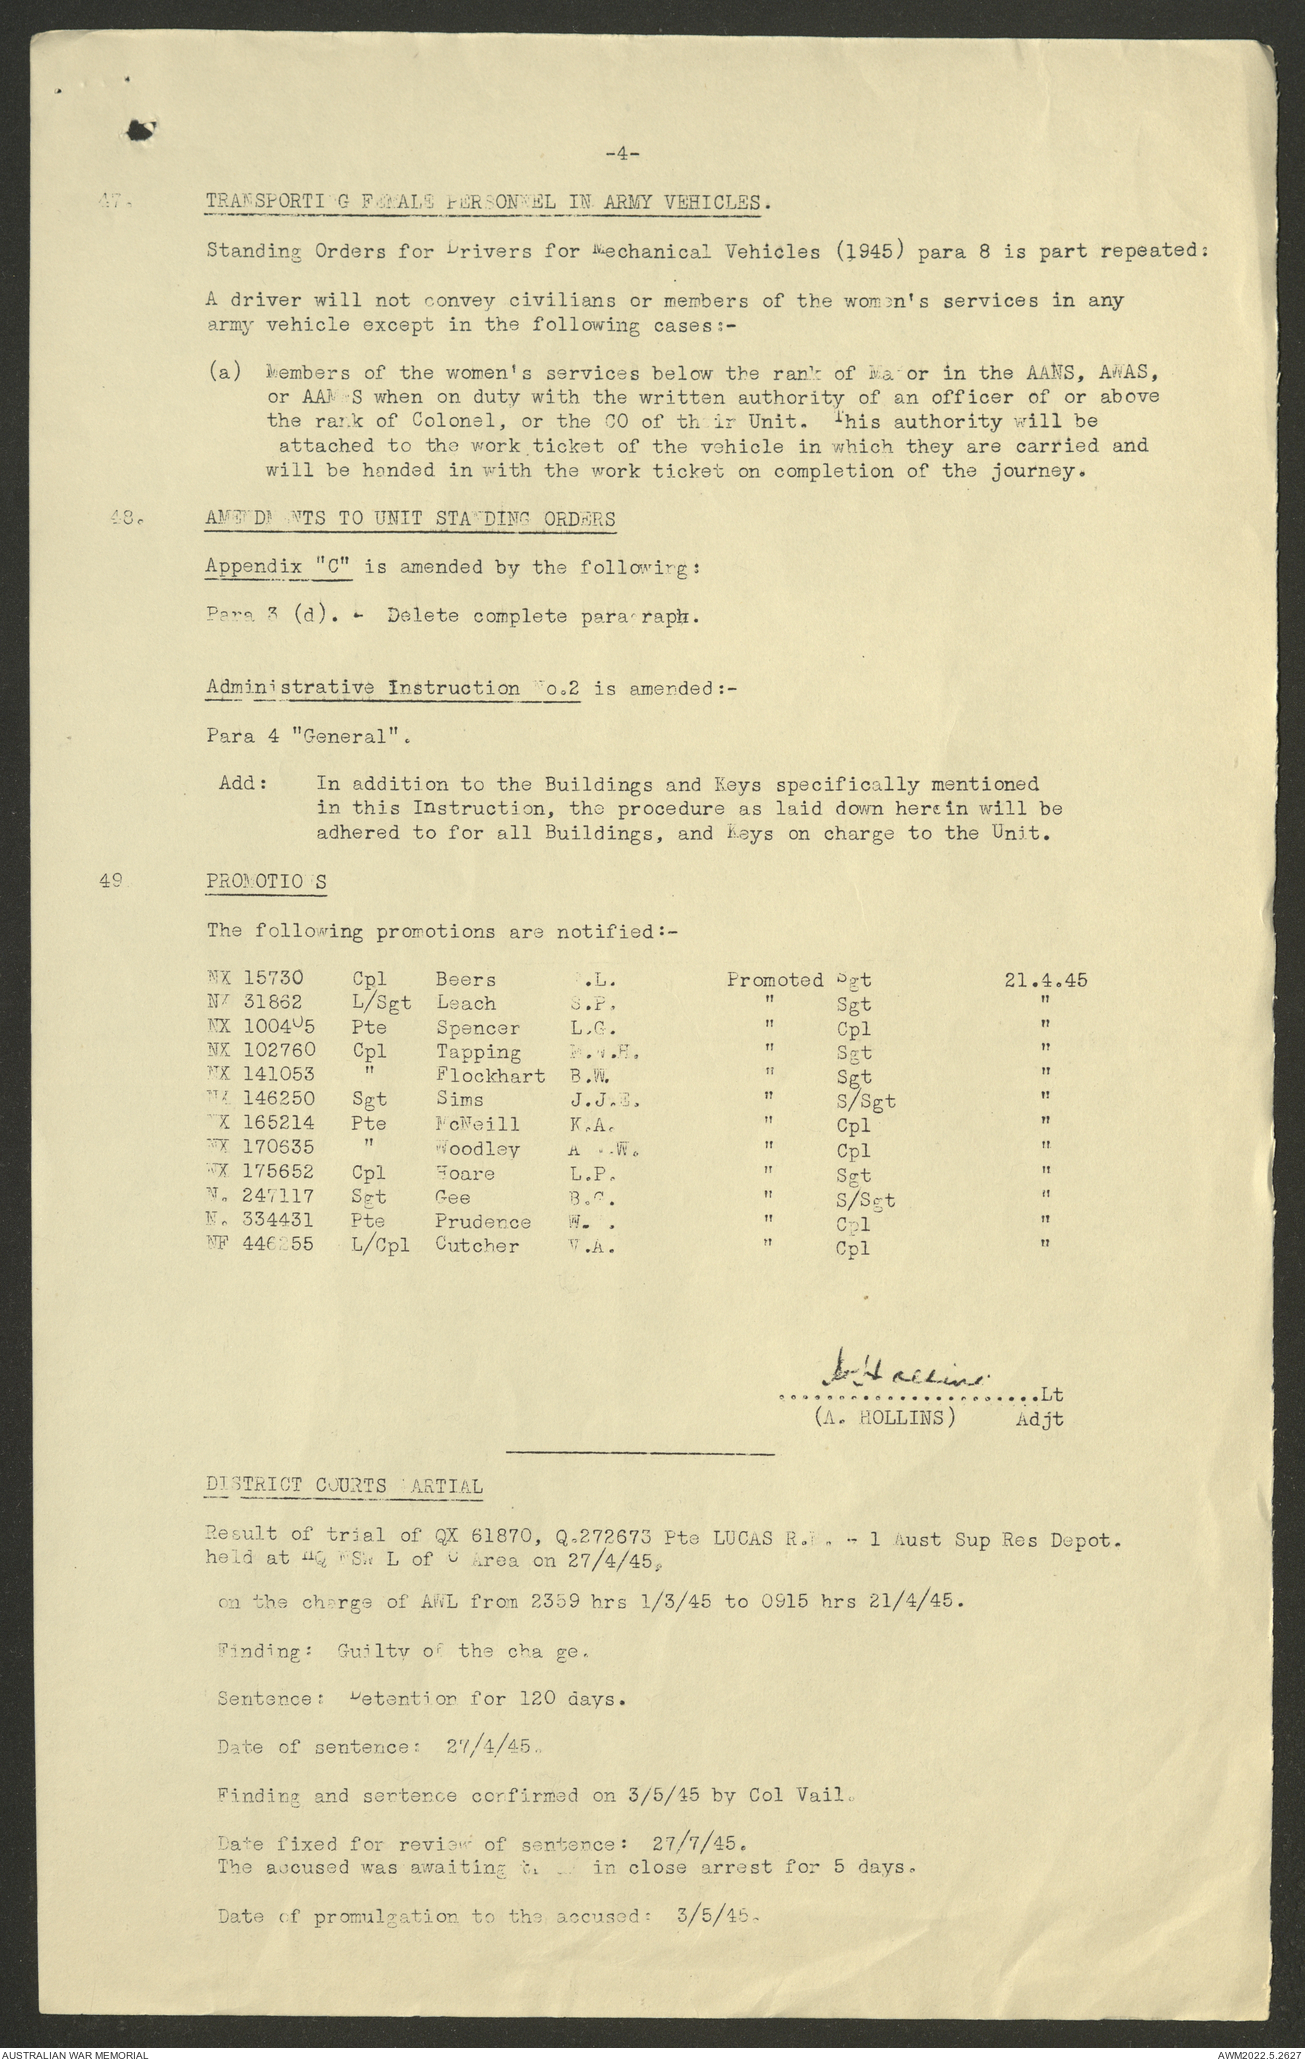 -4-
47. TRANSPORTING FEMALE PERSONNEL IN ARMY VEHICLES.
Standing Orders for Drivers for Mechanical Vehicles (1945) para 8 is part repeated:
A driver will not convey civilians or members of the women's services in any
army vehicle except in the following cases:-
(a) Members of the women's services below the rank of Major in the AANS, AWAS,
or AAMWS when on duty with the written authority of an officer of or above
the rank of Colonel, or the CO of their Unit. This authority will be
attached to the work ticket of the vehicle in which they are carried and
will be handed in with the work ticket on completion of the journey.
48. AMENDMENTS TO UNIT STANDING ORDERS
Appendix "C" is amended by the following:
Para 3 (d). - Delete complete paragraph.
Administrative Instruction No.2 is amended:-
Para 4 "General".
Add: In addition to the Buildings and Keys specifically mentioned
in this Instruction, the procedure as laid down herein will be
adhered to for all Buildings, and Keys on charge to the Unit.
49 PROMOTIONS
The following promotions are notified:-
NX 15730 Cpl Beers .L. Promoted Sgt 21.4.45
NX 31862 L/Sgt Leach S.P. " Sgt "
NX 100405 Pte Spencer L.G. " Cpl "
NX 102760 Cpl Tapping .H. " Sgt "
NX 141053 " Flockhart B.W. " Sgt "
NX 146250 Sgt Sims J.J.E. " S/Sgt "
NX 165214 Pte McNeill K.A. " Cpl "
NX 170635 " Woodley A .W. " Cpl "
NX 175652 Cpl Hoare L.P. " Sgt "
N. 247117 Sgt Gee B. " S/Sgt "
N. 334431 Pte Prudence W. " Cpl "
NF 446255 L/Cpl Cutcher V.A. " Cpl "
A Hollins
......................Lt
(A. HOLLINS) Adjt
DISTRICT COURTS MARTIAL
Result of trial of QX 61870, Q.272673 Pte LUCAS R. - 1 Aust Sup Res Depot.
held at HQ NSW L of C Area on 27/4/45.
on the charge of AWL from 2359 hrs 1/3/45 to 0915 hrs 21/4/45.
Finding: Guilty of the charge.
Sentence: Detention for 120 days.
Date of sentence: 27/4/45.
Finding and sentence confirmed on 3/5/45 by Col Vail.
Date fixed for review of sentence: 27/7/45.
The accused was awaiting trial in close arrest for 5 days.
Date of promulgation to the accused: 3/5/45.
AUSTRALIAN WAR MEMORIAL
AWM2022.5.2627